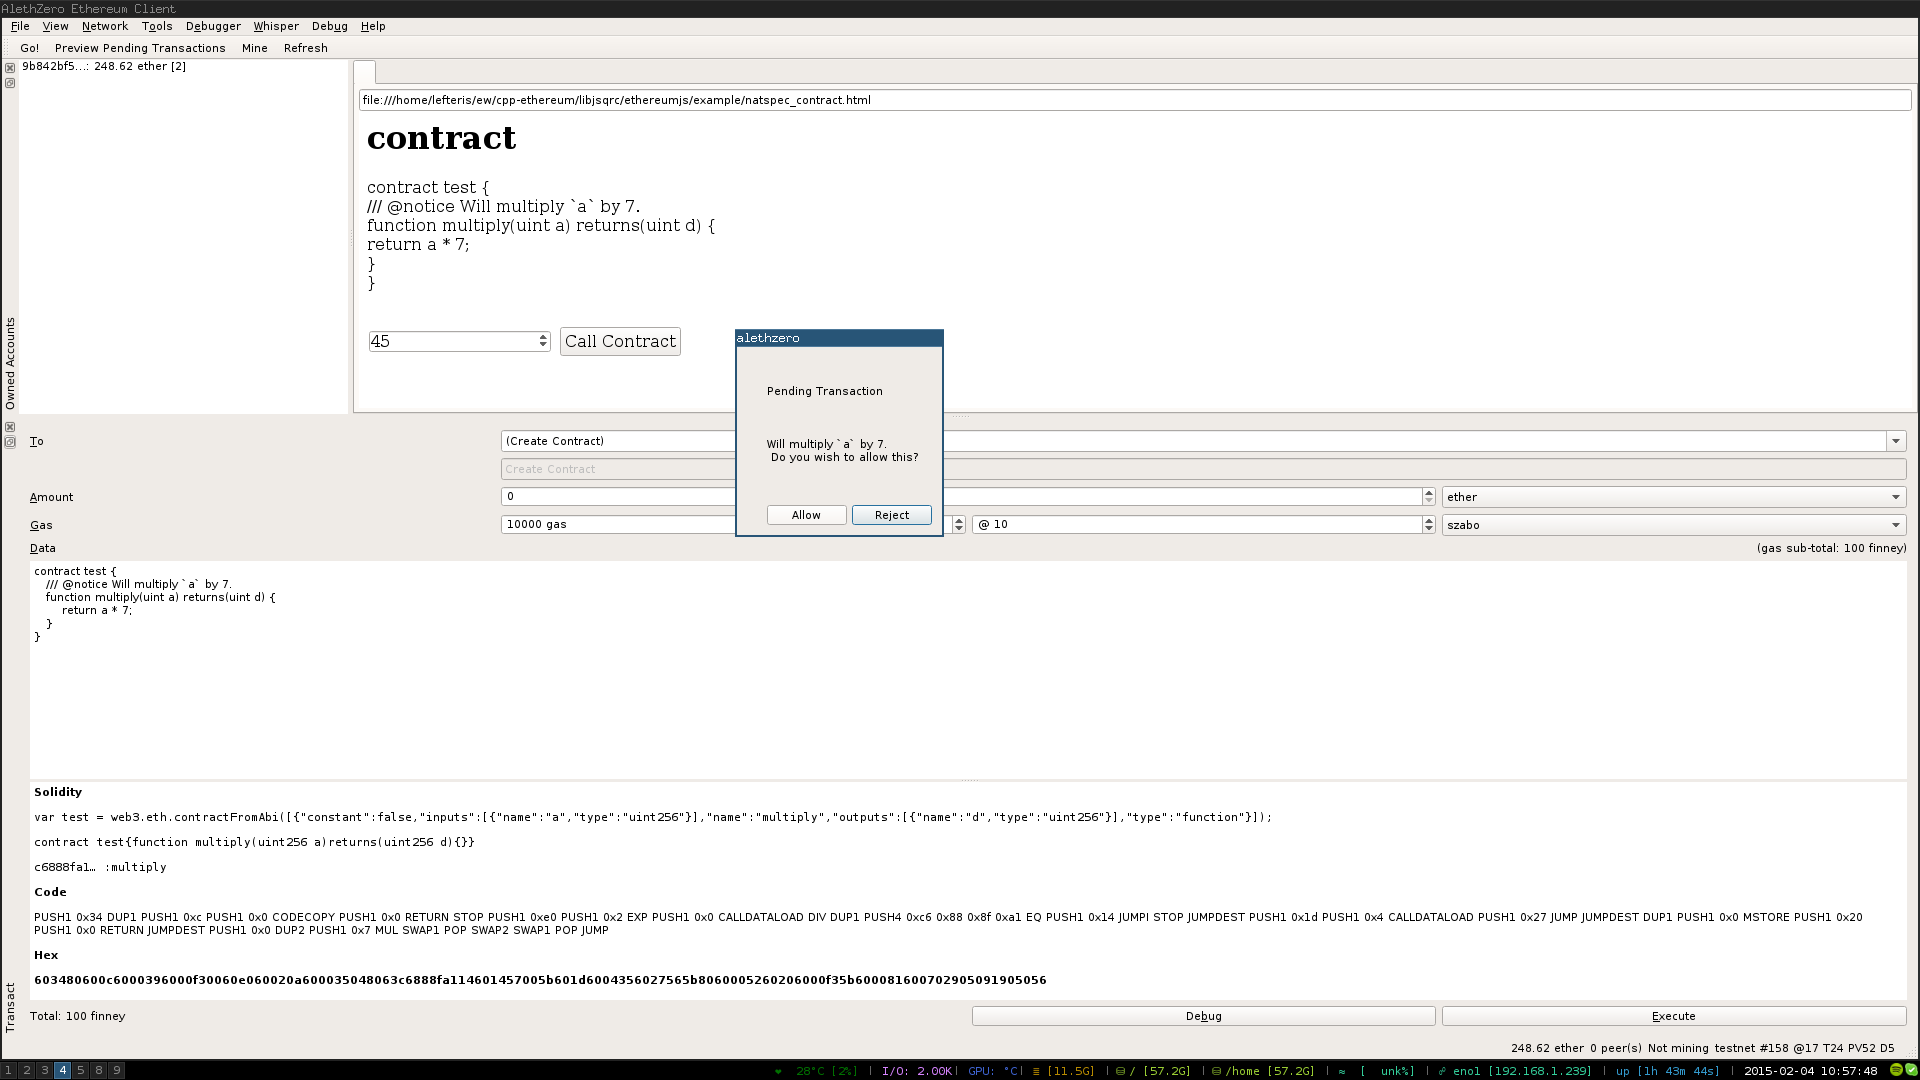 AlethZero Ethereum Client
File View Network Tools Debugger Whisper Debug Help
Go! Preview Pending Transactions Mine Refresh
9b842bf5...: 248.62 ether [2]
Owned Accounts
file:///home/lefteris/ew/cpp-ethereum/libjsqrc/ethereumjs/example/natspec_contract.html
contract
contract test {
/// @notice Will multiply `a` by 7.
function multiply(uint a) returns(uint d) {
return a * 7;
}
}
45 Call Contract
alethzero
Pending Transaction
Will multiply `a` by 7.
Do you wish to allow this?
Allow Reject
To (Create Contract)
Create Contract
Amount 0 ether
Gas 10000 gas @ 10 szabo
Data (gas sub-total: 100 finney)
contract test {
/// @notice Will multiply `a` by 7.
function multiply(uint a) returns(uint d) {
return a * 7;
}
}
Solidity
var test = web3.eth.contractFromAbi([{"constant":false,"inputs":[{"name":"a","type":"uint256"}],"name":"multiply","outputs":[{"name":"d","type":"uint256"}],"type":"function"}]);
contract test{function multiply(uint256 a)returns(uint256 d){}}
c6888fa1… :multiply
Code
PUSH1 0x34 DUP1 PUSH1 0xc PUSH1 0x0 CODECOPY PUSH1 0x0 RETURN STOP PUSH1 0xe0 PUSH1 0x2 EXP PUSH1 0x0 CALLDATALOAD DIV DUP1 PUSH4 0xc6 0x88 0x8f 0xa1 EQ PUSH1 0x14 JUMPI STOP JUMPDEST PUSH1 0x1d PUSH1 0x4 CALLDATALOAD PUSH1 0x27 JUMP JUMPDEST DUP1 PUSH1 0x0 MSTORE PUSH1 0x20
PUSH1 0x0 RETURN JUMPDEST PUSH1 0x0 DUP2 PUSH1 0x7 MUL SWAP1 POP SWAP2 SWAP1 POP JUMP
Hex
603480600c6000396000f30060e060020a600035048063c6888fa114601457005b601d6004356027565b8060005260206000f35b600081600702905091905056
Transact
Total: 100 finney Debug Execute
248.62 ether 0 peer(s) Not mining testnet #158 @17 T24 PV52 D5
1 2 3 4 5 8 9 28°C [2%] | I/O: 2.00K| GPU: °C| [11.5G] | / [57.2G] | /home [57.2G] | ≈ [ unk%] | eno1 [192.168.1.239] | up [1h 43m 44s] | 2015-02-04 10:57:48